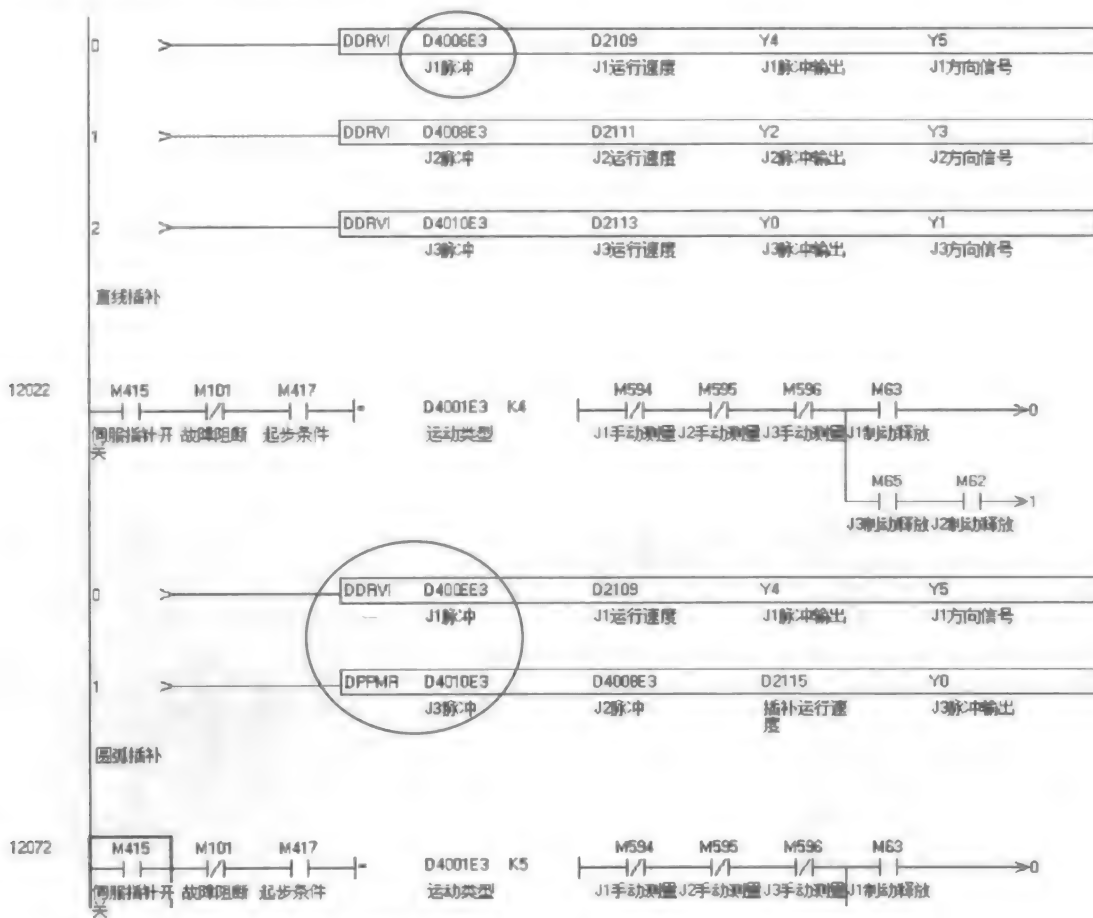 0 DDRVI D4006E3 D2109 Y4 Y5
J1脉冲 J1运行速度 J1脉冲输出 J1方向信号
1 DDRVI D4008E3 D2111 Y2 Y3
J2脉冲 J2运行速度 J2脉冲输出 J2方向信号
2 DDRVI D4010E3 D2113 Y0 Y1
J3脉冲 J3运行速度 J3脉冲输出 J3方向信号
直线插补
12022 M415 M101 M417 = D4001E3 K4 M594 M595 M596 M63 0
伺服指针开关 故障阻断 起步条件 运动类型 J1手动测量 J2手动测量 J3手动测量 J1制动释放
M65 M62 1
J3制动释放 J2制动释放
0 DDRVI D400EE3 D2109 Y4 Y5
J1脉冲 J1运行速度 J1脉冲输出 J1方向信号
1 DPPMR D4010E3 D4008E3 D2115 Y0
J3脉冲 J2脉冲 插补运行速度 J3脉冲输出
圆弧插补
12072 M415 M101 M417 = D4001E3 K5 M594 M595 M596 M63 0
伺服指针开关 故障阻断 起步条件 运动类型 J1手动测量 J2手动测量 J3手动测量 J1制动释放